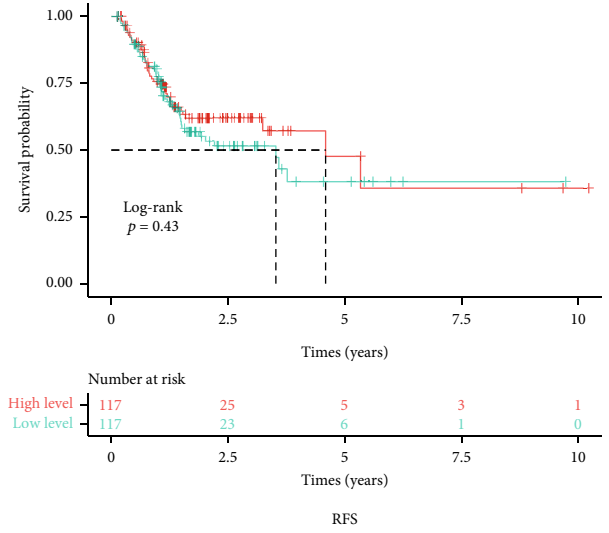 1.00
0.75
0.50
0.25
0.00
Survival probability
Log-rank
p = 0.43
0 2.5 5 7.5 10
Times (years)
Number at risk
High level 117 25 5 3 1
Low level 117 23 6 1 0
0 2.5 5 7.5 10
Times (years)
RFS